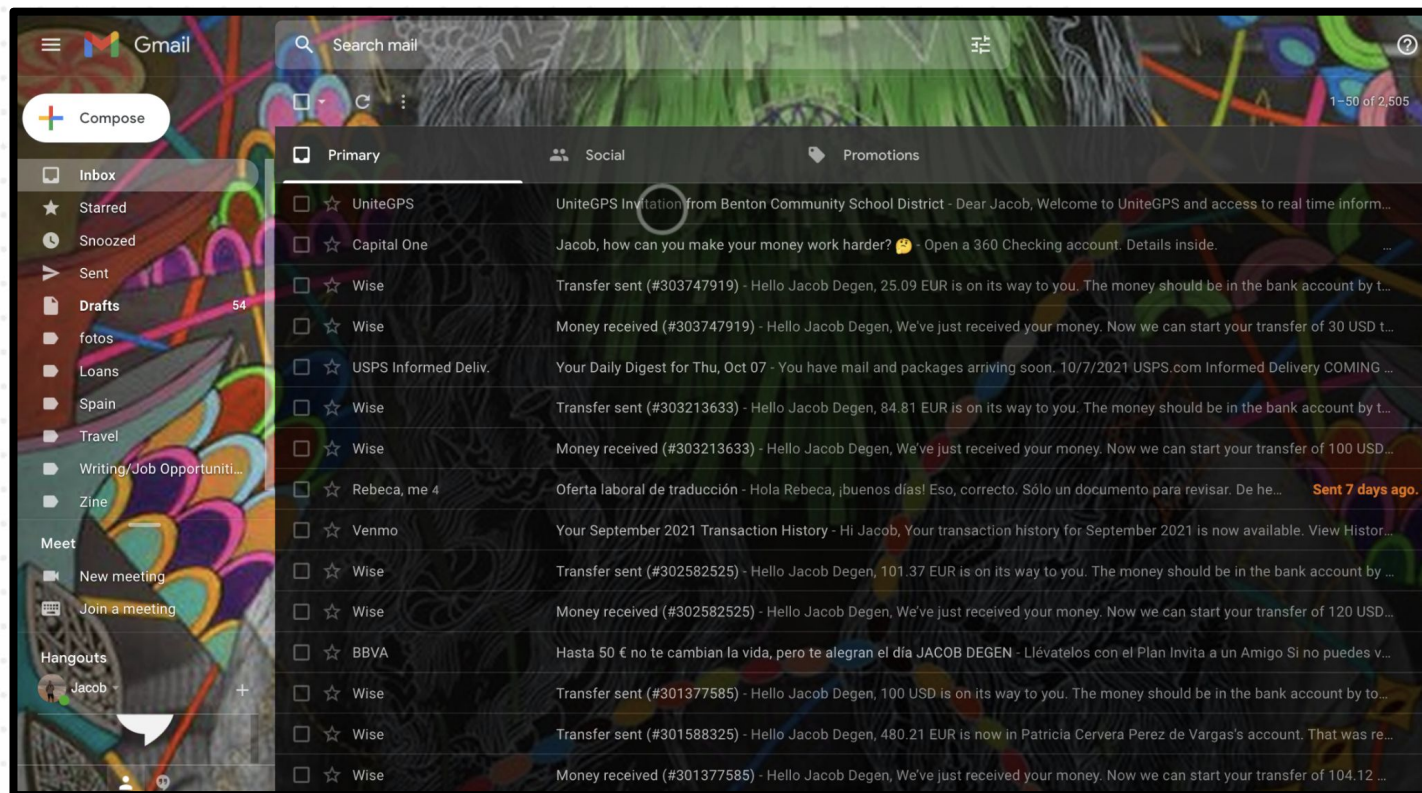 Gmail
Search mail
Compose
1–50 of 2,505
Primary
Social
Promotions
Inbox
Starred
Snoozed
Sent
Drafts 54
fotos
Loans
Spain
Travel
Writing/Job Opportuniti...
Zine
Meet
New meeting
Join a meeting
Hangouts
Jacob
UniteGPS UniteGPS Invitation from Benton Community School District - Dear Jacob, Welcome to UniteGPS and access to real time inform...
Capital One Jacob, how can you make your money work harder? 🤔 - Open a 360 Checking account. Details inside. ...
Wise Transfer sent (#303747919) - Hello Jacob Degen, 25.09 EUR is on its way to you. The money should be in the bank account by t...
Wise Money received (#303747919) - Hello Jacob Degen, We've just received your money. Now we can start your transfer of 30 USD t...
USPS Informed Deliv. Your Daily Digest for Thu, Oct 07 - You have mail and packages arriving soon. 10/7/2021 USPS.com Informed Delivery COMING ...
Wise Transfer sent (#303213633) - Hello Jacob Degen, 84.81 EUR is on its way to you. The money should be in the bank account by t...
Wise Money received (#303213633) - Hello Jacob Degen, We've just received your money. Now we can start your transfer of 100 USD...
Rebeca, me 4 Oferta laboral de traducción - Hola Rebeca, ¡buenos días! Eso, correcto. Sólo un documento para revisar. De he... Sent 7 days ago.
Venmo Your September 2021 Transaction History - Hi Jacob, Your transaction history for September 2021 is now available. View Histor...
Wise Transfer sent (#302582525) - Hello Jacob Degen, 101.37 EUR is on its way to you. The money should be in the bank account by ...
Wise Money received (#302582525) - Hello Jacob Degen, We've just received your money. Now we can start your transfer of 120 USD...
BBVA Hasta 50 € no te cambian la vida, pero te alegran el día JACOB DEGEN - Llévatelos con el Plan Invita a un Amigo Si no puedes v...
Wise Transfer sent (#301377585) - Hello Jacob Degen, 100 USD is on its way to you. The money should be in the bank account by to...
Wise Transfer sent (#301588325) - Hello Jacob Degen, 480.21 EUR is now in Patricia Cervera Perez de Vargas's account. That was re...
Wise Money received (#301377585) - Hello Jacob Degen, We've just received your money. Now we can start your transfer of 104.12 ...